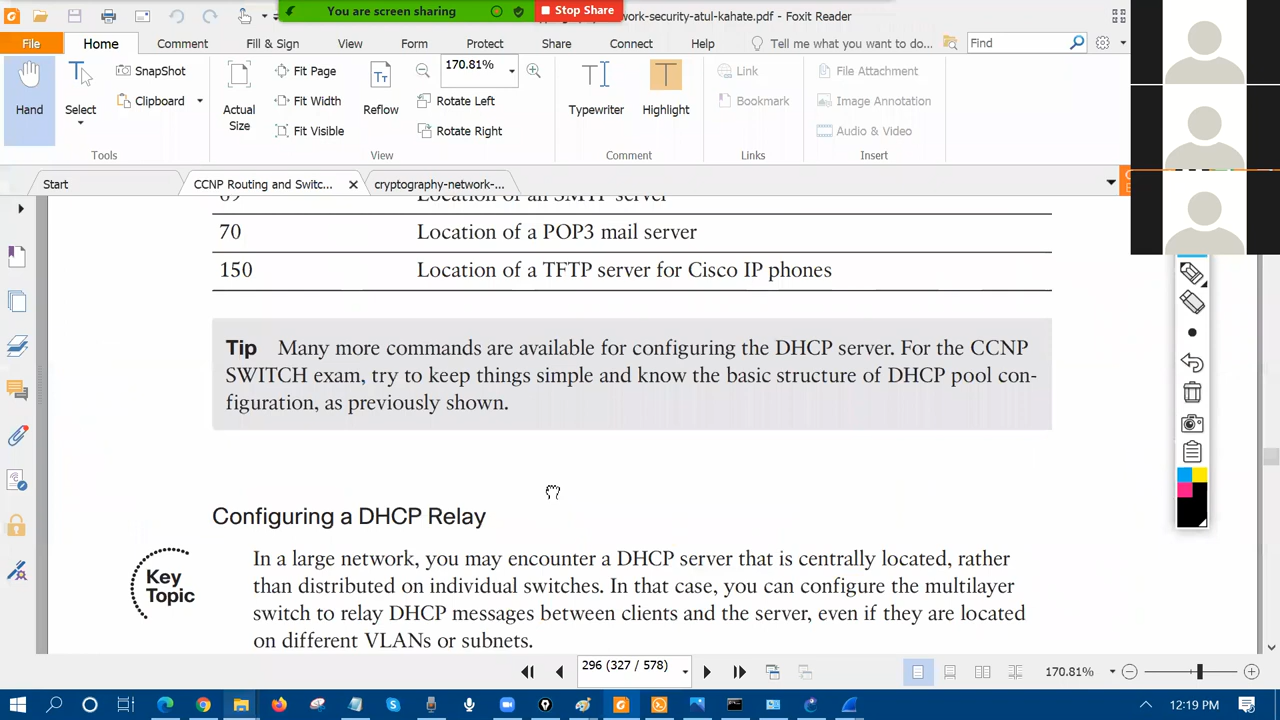 You are screen sharing
Stop Share
work-security-atul-kahate.pdf - Foxit Reader
File
Home
Comment
Fill & Sign
View
Form
Protect
Share
Connect
Help
Tell me what you want to do...
Find
Hand
Select
SnapShot
Clipboard
Actual
Size
Fit Page
Fit Width
Fit Visible
Reflow
170.81%
Rotate Left
Rotate Right
Typewriter
Highlight
Link
Bookmark
File Attachment
Image Annotation
Audio & Video
Tools
View
Comment
Links
Insert
Start
CCNP Routing and Switc...
cryptography-network-...
69 Location of an SMTP server
70 Location of a POP3 mail server
150 Location of a TFTP server for Cisco IP phones
Tip Many more commands are available for configuring the DHCP server. For the CCNP
SWITCH exam, try to keep things simple and know the basic structure of DHCP pool con-
figuration, as previously shown.
Configuring a DHCP Relay
Key
Topic
In a large network, you may encounter a DHCP server that is centrally located, rather
than distributed on individual switches. In that case, you can configure the multilayer
switch to relay DHCP messages between clients and the server, even if they are located
on different VLANs or subnets.
296 (327 / 578)
170.81%
12:19 PM